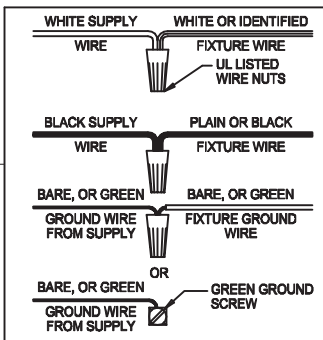 WHITE SUPPLY WIRE
WHITE OR IDENTIFIED FIXTURE WIRE
UL LISTED
WIRE NUTS
BLACK SUPPLY WIRE
PLAIN OR BLACK FIXTURE WIRE
BARE, OR GREEN
GROUND WIRE
FROM SUPPLY
BARE, OR GREEN
FIXTURE GROUND
WIRE
OR
BARE, OR GREEN
GROUND WIRE
FROM SUPPLY
GREEN GROUND
SCREW